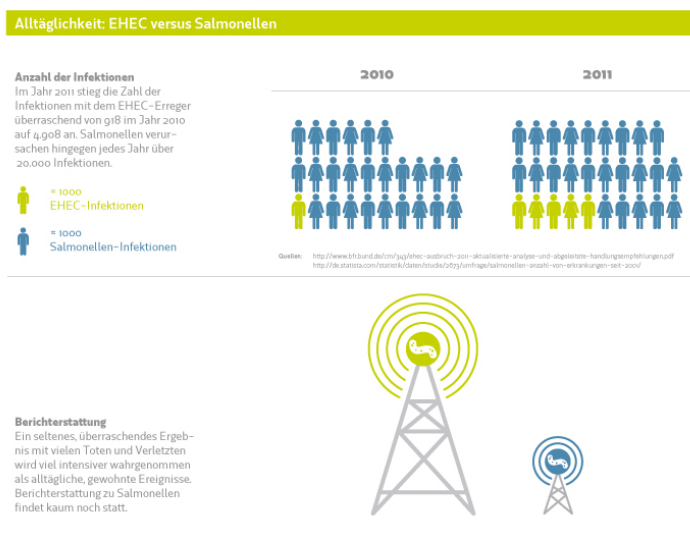 Alltäglichkeit: EHEC versus Salmonellen
Anzahl der Infektionen
Im Jahr 2011 stieg die Zahl der
Infektionen mit dem EHEC-Erreger
überraschend von 918 im Jahr 2010
auf 4.908 an. Salmonellen verur-
sachen hingegen jedes Jahr über
20.000 Infektionen.
= 1000
EHEC-Infektionen
= 1000
Salmonellen-Infektionen
2010
2011
Quellen: http://www.bfr.bund.de/cm/343/ehec-ausbruch-2011-aktualisierte-analyse-und-abgeleitete-handlungsempfehlungen.pdf
http://de.statista.com/statistik/daten/studie/2673/umfrage/salmonellen-anzahl-von-erkrankungen-seit-2001/
Berichterstattung
Ein seltenes, überraschendes Ergeb-
nis mit vielen Toten und Verletzten
wird viel intensiver wahrgenommen
als alltägliche, gewohnte Ereignisse.
Berichterstattung zu Salmonellen
findet kaum noch statt.